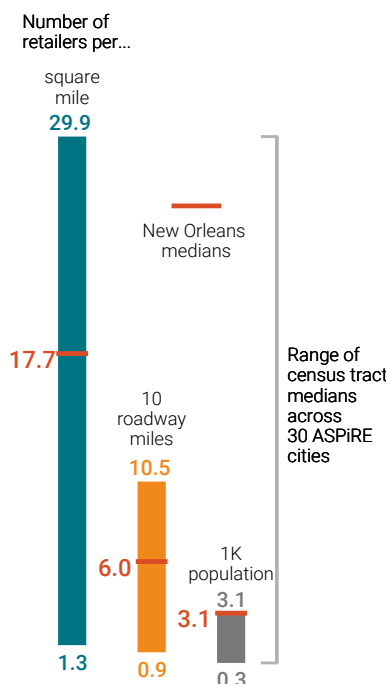 Number of
retailers per...
square
mile
29.9
New Orleans
medians
17.7
Range of
census tract
medians
across
30 ASPiRE
cities
10
roadway
miles
10.5
6.0
1K
population
3.1
3.1
1.3
0.9
0.3